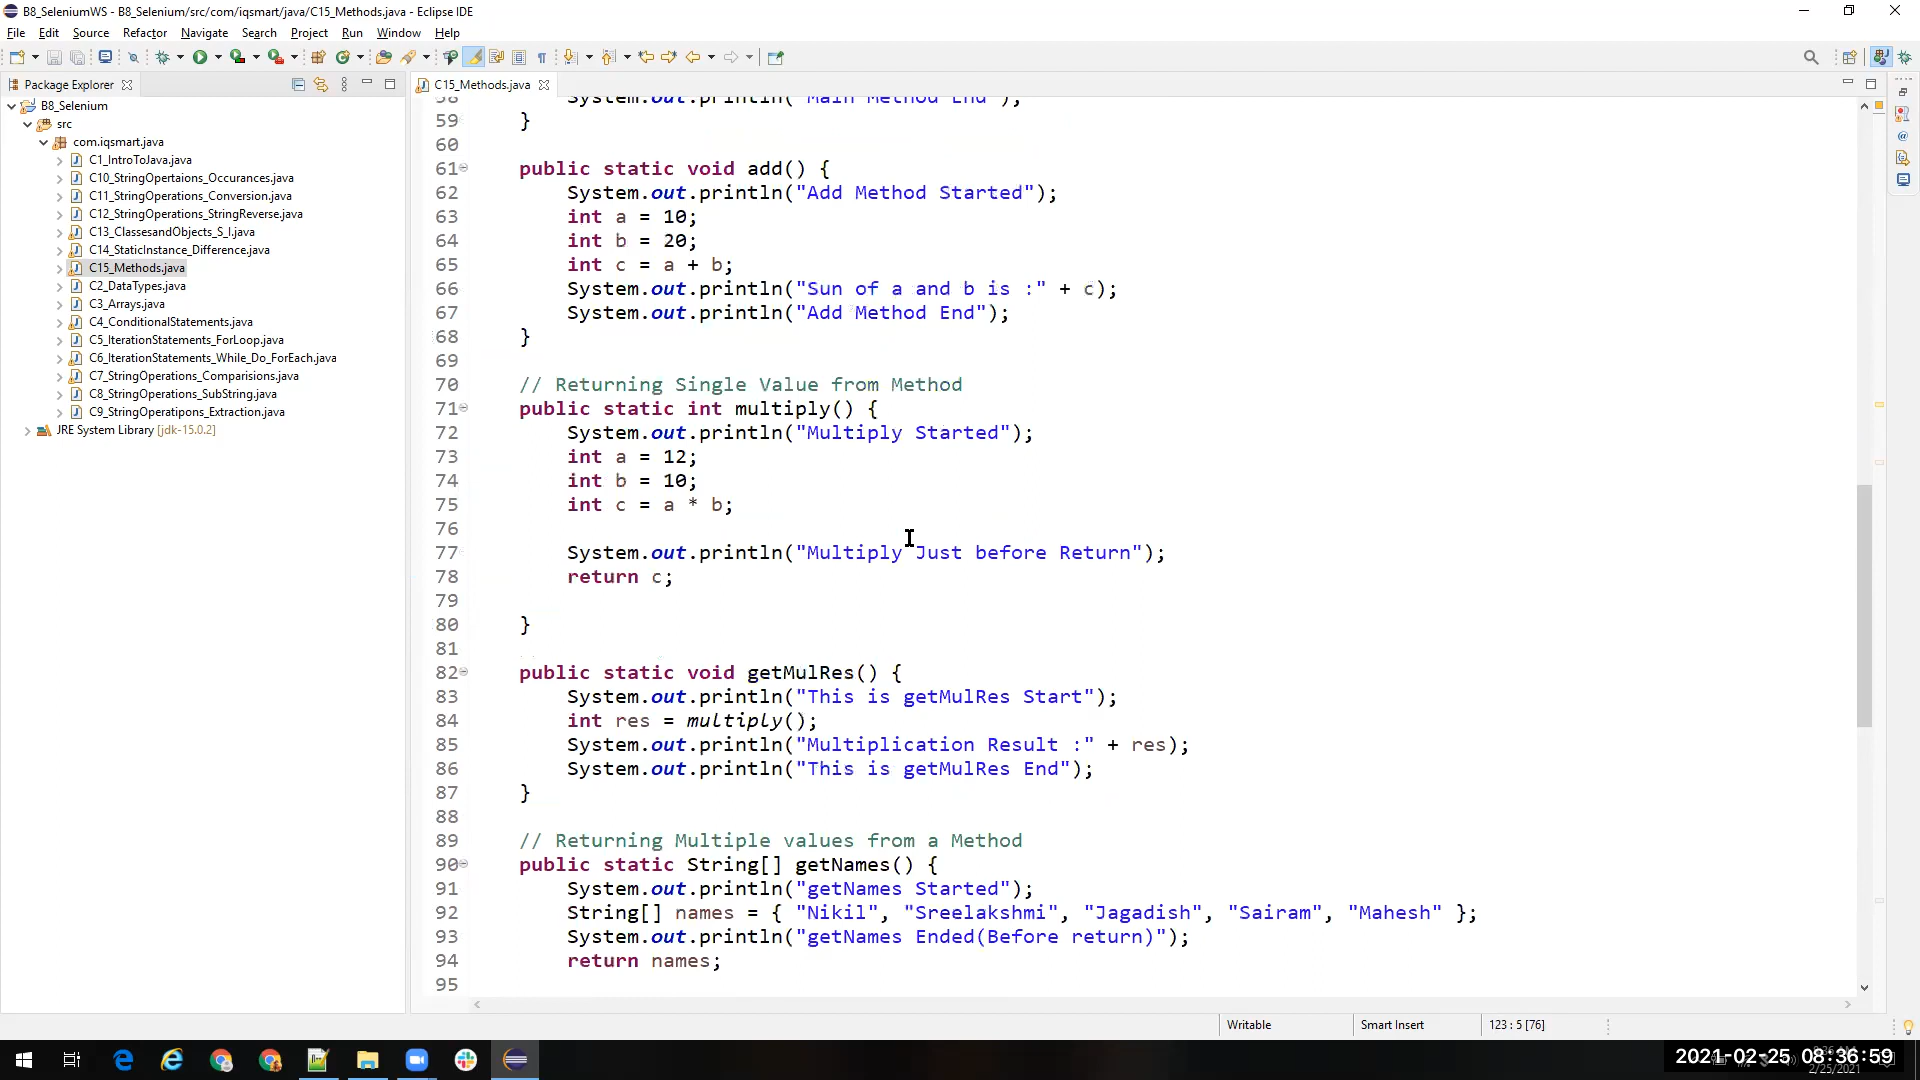 B8_SeleniumWS - B8_Selenium/src/com/iqsmart/java/C15_Methods.java - Eclipse IDE
File Edit Source Refactor Navigate Search Project Run Window Help
Package Explorer
C15_Methods.java
B8_Selenium
src
com.iqsmart.java
C1_IntroToJava.java
C10_StringOpertaions_Occurances.java
C11_StringOperations_Conversion.java
C12_StringOperations_StringReverse.java
C13_ClassesandObjects_S_I.java
C14_StaticInstance_Difference.java
C15_Methods.java
C2_DataTypes.java
C3_Arrays.java
C4_ConditionalStatements.java
C5_IterationStatements_ForLoop.java
C6_IterationStatements_While_Do_ForEach.java
C7_StringOperations_Comparisions.java
C8_StringOperations_SubString.java
C9_StringOperatipons_Extraction.java
JRE System Library [jdk-15.0.2]
58 System.out.println("Main Method End");
59 }
60
61 public static void add() {
62 System.out.println("Add Method Started");
63 int a = 10;
64 int b = 20;
65 int c = a + b;
66 System.out.println("Sun of a and b is :" + c);
67 System.out.println("Add Method End");
68 }
69
70 // Returning Single Value from Method
71 public static int multiply() {
72 System.out.println("Multiply Started");
73 int a = 12;
74 int b = 10;
75 int c = a * b;
76
77 System.out.println("Multiply Just before Return");
78 return c;
79
80 }
81
82 public static void getMulRes() {
83 System.out.println("This is getMulRes Start");
84 int res = multiply();
85 System.out.println("Multiplication Result :" + res);
86 System.out.println("This is getMulRes End");
87 }
88
89 // Returning Multiple values from a Method
90 public static String[] getNames() {
91 System.out.println("getNames Started");
92 String[] names = { "Nikil", "Sreelakshmi", "Jagadish", "Sairam", "Mahesh" };
93 System.out.println("getNames Ended(Before return)");
94 return names;
95
Writable Smart Insert 123 : 5 [76]
2021-02-25 08:36:59
2/25/2021